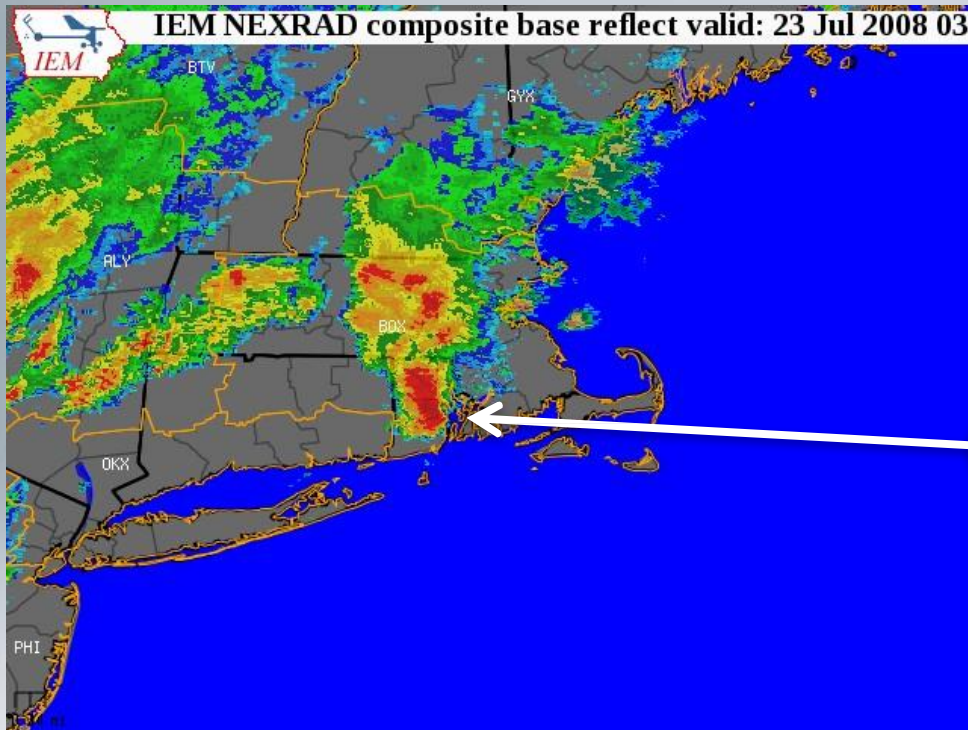 IEM NEXRAD composite base reflect valid: 23 Jul 2008 03
IEM
BTV
GYX
ALY
BOX
OKX
PHI